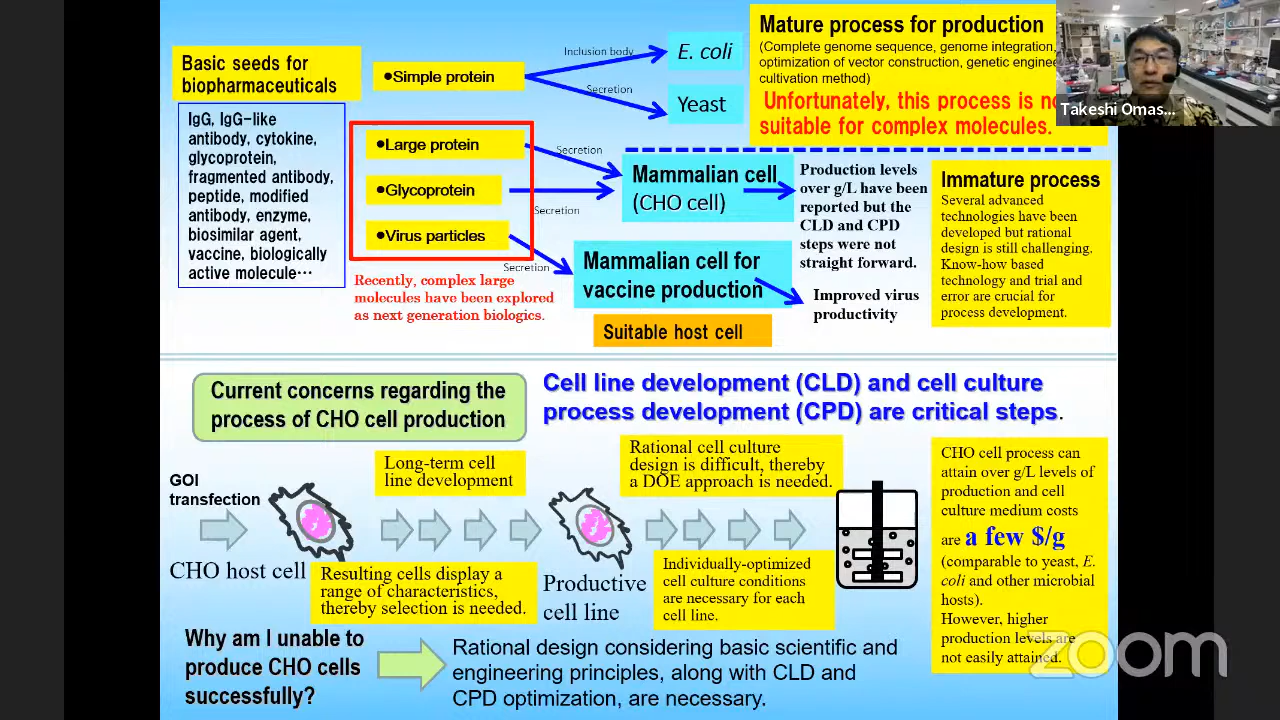 Basic seeds for
biopharmaceuticals
IgG, IgG-like
antibody, cytokine,
glycoprotein,
fragmented antibody,
peptide, modified
antibody, enzyme,
biosimilar agent,
vaccine, biologically
active molecule…
•Simple protein
•Large protein
•Glycoprotein
•Virus particles
Recently, complex large
molecules have been explored
as next generation biologics.
Inclusion body
Secretion
Secretion
Secretion
Secretion
E. coli
Yeast
Mammalian cell
(CHO cell)
Mammalian cell for
vaccine production
Suitable host cell
Mature process for production
(Complete genome sequence, genome integration,
optimization of vector construction, genetic enginee
cultivation method)
Unfortunately, this process is no
suitable for complex molecules.
Takeshi Omas...
Production levels
over g/L have been
reported but the
CLD and CPD
steps were not
straight forward.
Improved virus
productivity
Immature process
Several advanced
technologies have been
developed but rational
design is still challenging.
Know-how based
technology and trial and
error are crucial for
process development.
Current concerns regarding the
process of CHO cell production
Cell line development (CLD) and cell culture
process development (CPD) are critical steps.
GOI
transfection
CHO host cell
Long-term cell
line development
Resulting cells display a
range of characteristics,
thereby selection is needed.
Productive
cell line
Rational cell culture
design is difficult, thereby
a DOE approach is needed.
Individually-optimized
cell culture conditions
are necessary for each
cell line.
CHO cell process can
attain over g/L levels of
production and cell
culture medium costs
are a few $/g
(comparable to yeast, E.
coli and other microbial
hosts).
However, higher
production levels are
not easily attained.
Why am I unable to
produce CHO cells
successfully?
Rational design considering basic scientific and
engineering principles, along with CLD and
CPD optimization, are necessary.
zoom